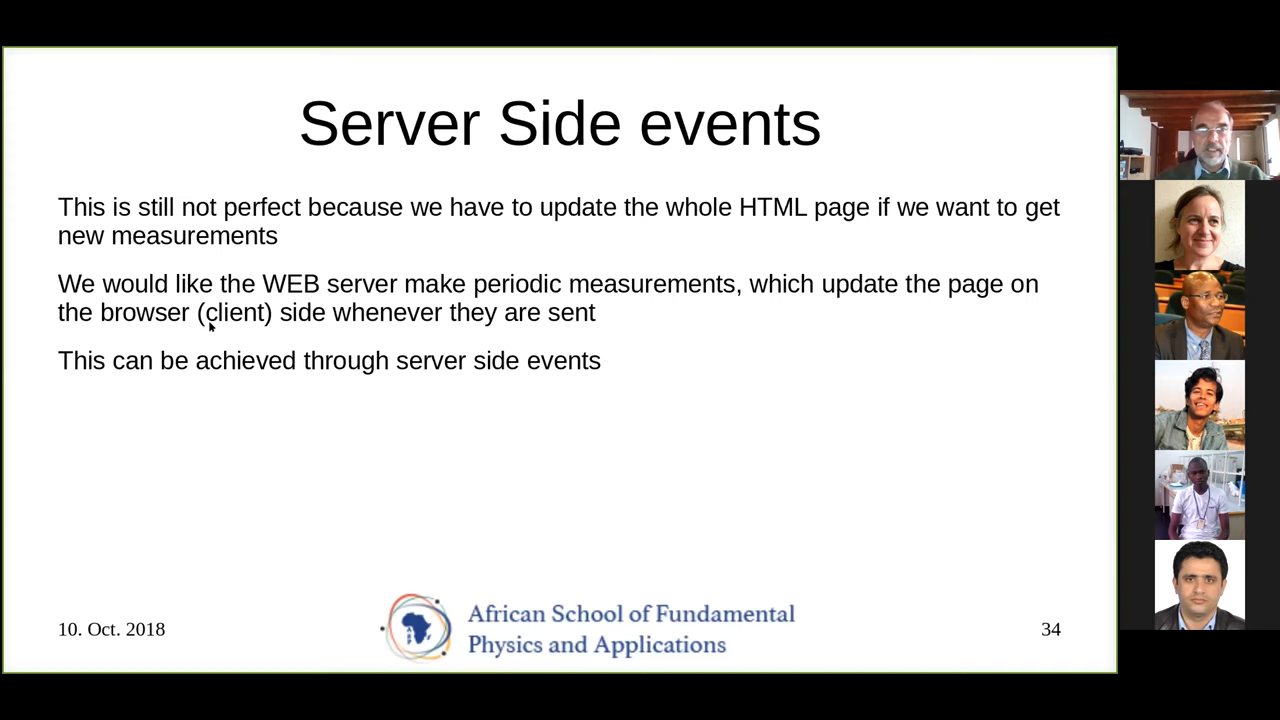 Server Side events
This is still not perfect because we have to update the whole HTML page if we want to get
new measurements
We would like the WEB server make periodic measurements, which update the page on
the browser (client) side whenever they are sent
This can be achieved through server side events
10. Oct. 2018
African School of Fundamental
Physics and Applications
34